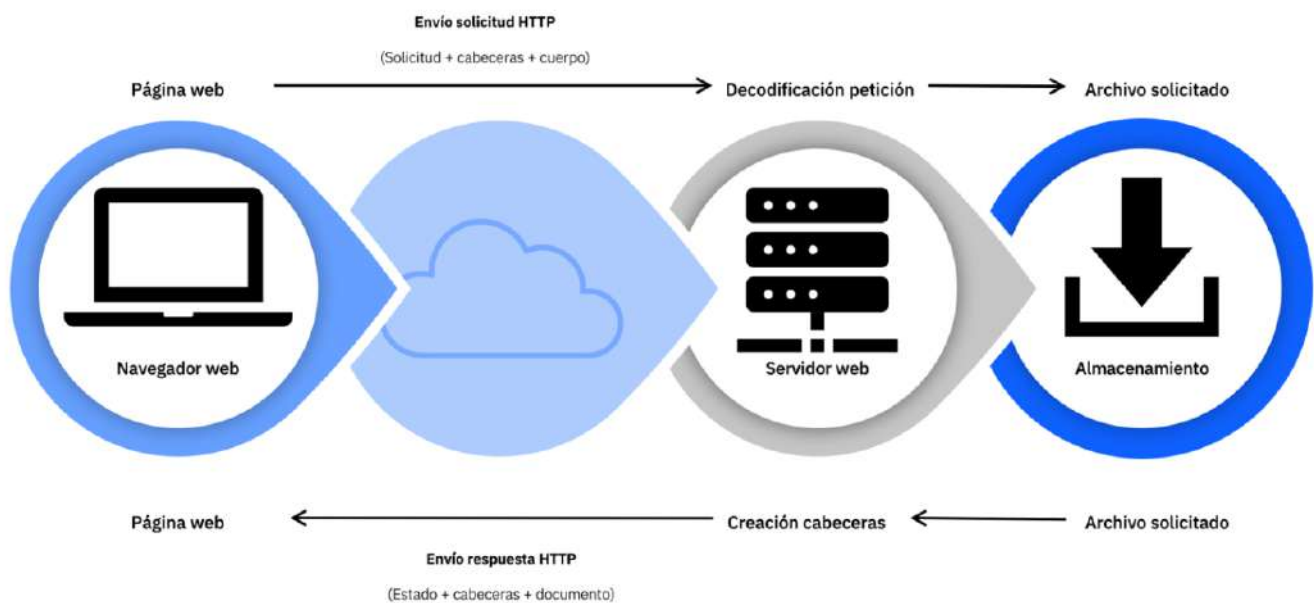 Envío solicitud HTTP
(Solicitud + cabeceras + cuerpo)
Página web
Decodificación petición
Archivo solicitado
Navegador web
Servidor web
Almacenamiento
Página web
Creación cabeceras
Archivo solicitado
Envío respuesta HTTP
(Estado + cabeceras + documento)